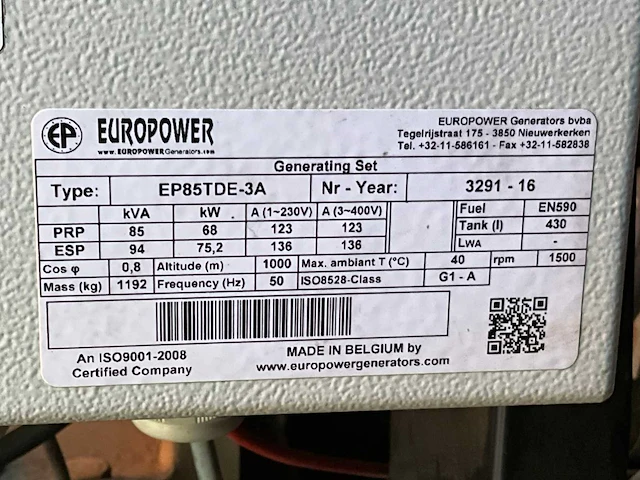 EP EUROPOWER
www.EUROPOWERGenerators.com
EUROPOWER Generators bvba
Tegelrijstraat 175 - 3850 Nieuwerkerken
Tel. +32-11-586161 - Fax +32-11-582838
Generating Set
Type: EP85TDE-3A Nr - Year: 3291 - 16
kVA kW A (1~230V) A (3~400V) Fuel EN590
PRP 85 68 123 123 Tank (l) 430
ESP 94 75,2 136 136 LWA -
Cos φ 0,8 Altitude (m) 1000 Max. ambiant T (°C) 40 rpm 1500
Mass (kg) 1192 Frequency (Hz) 50 ISO8528-Class G1 - A
An ISO9001-2008
Certified Company
MADE IN BELGIUM by
www.europowergenerators.com